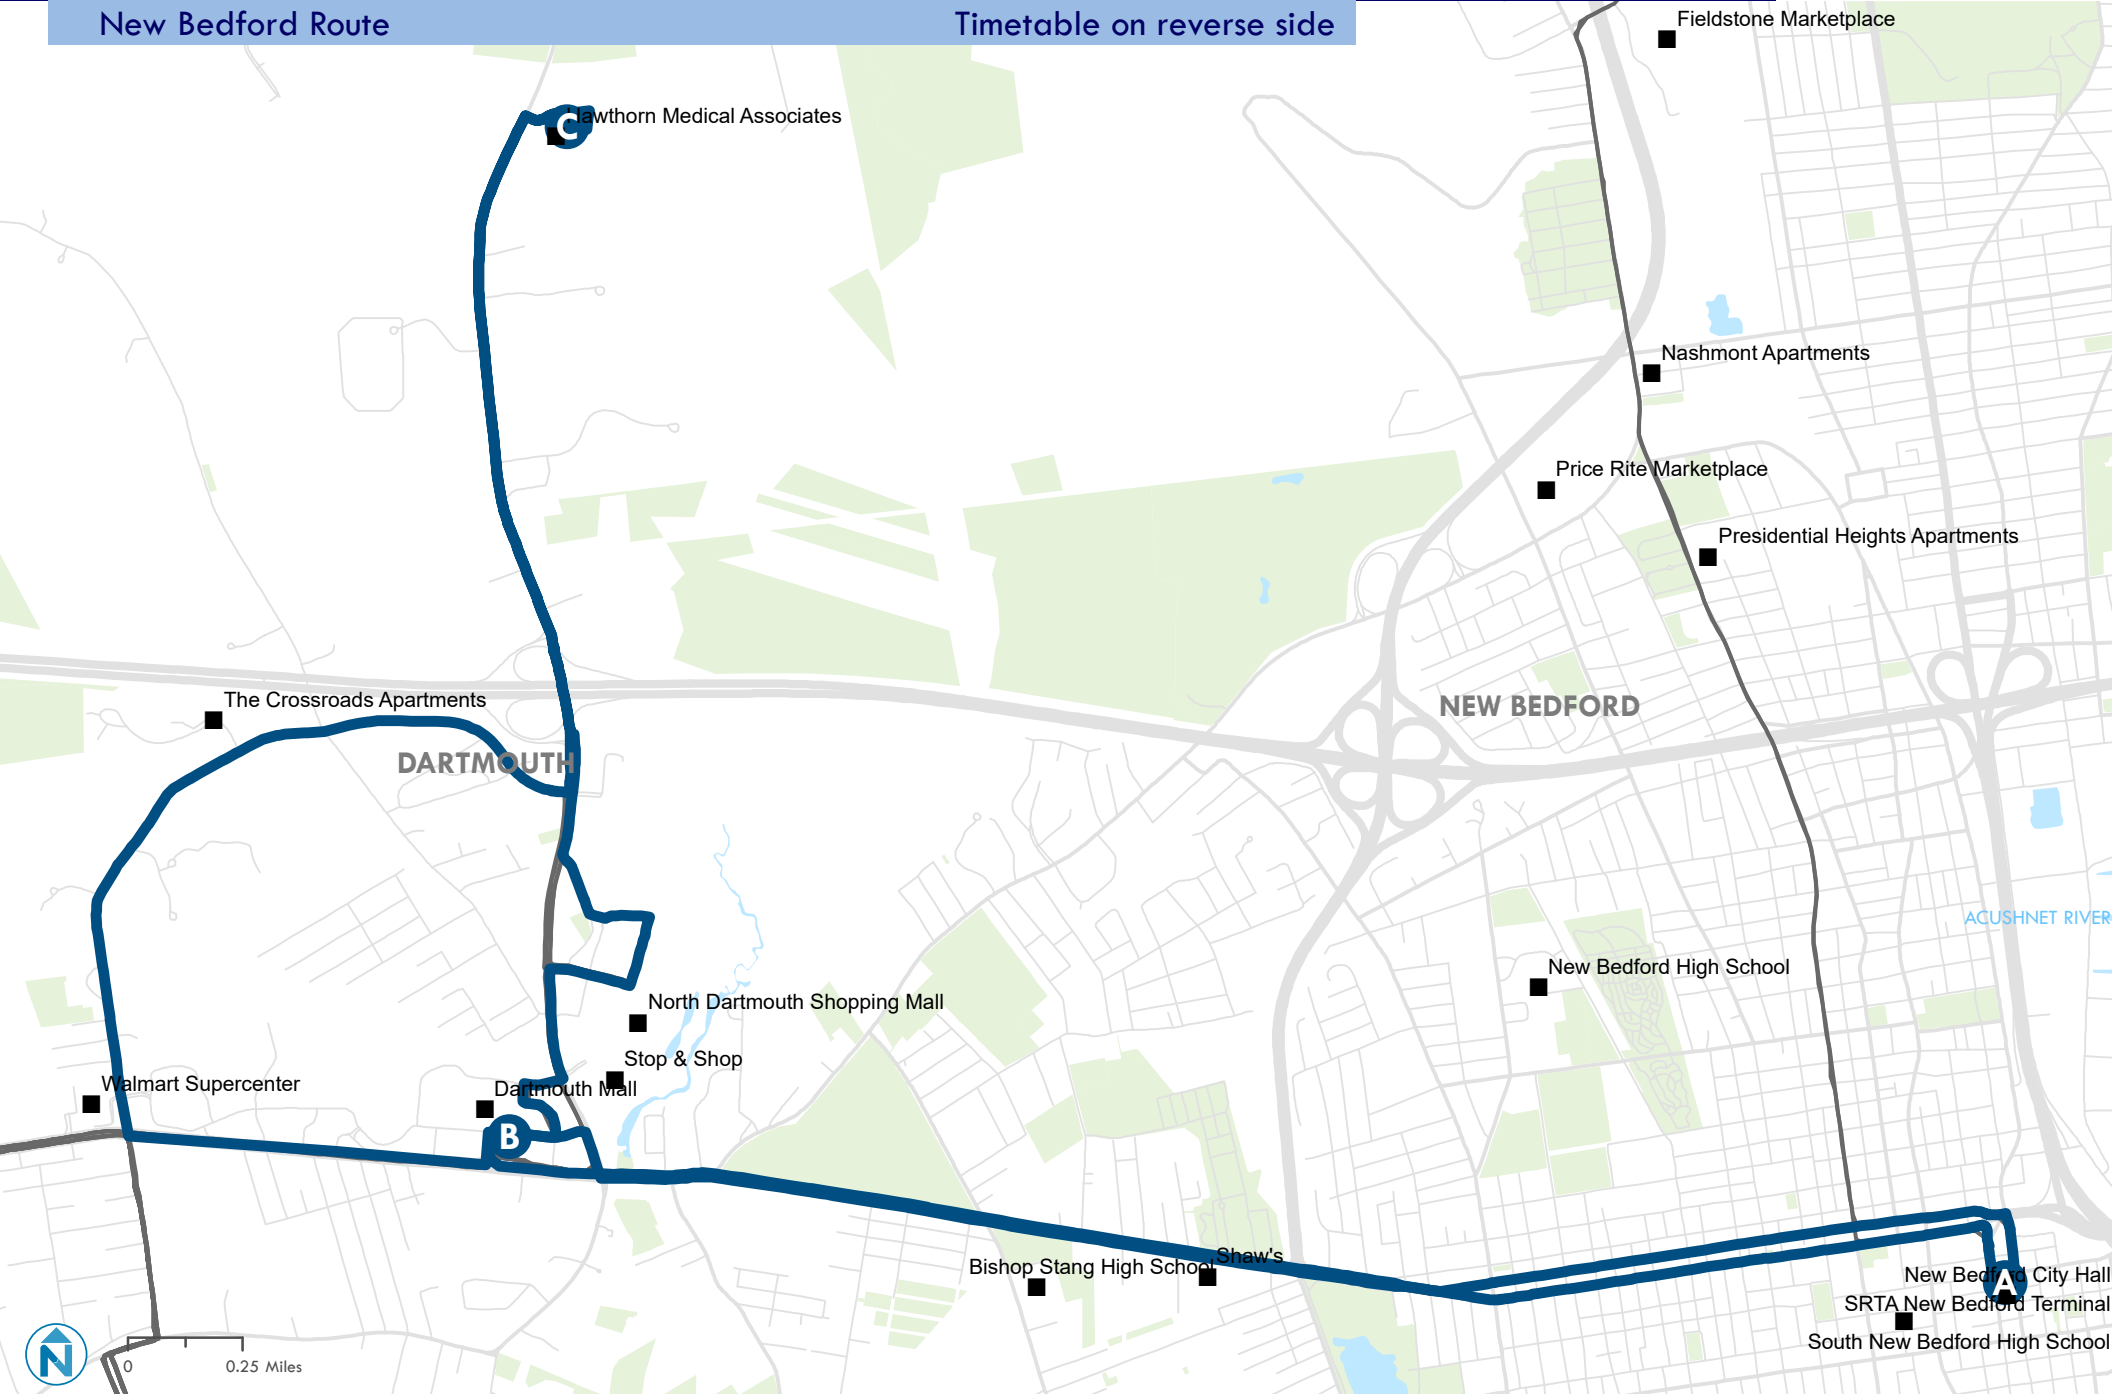 New Bedford Route
Timetable on reverse side
Fieldstone Marketplace
C
Hawthorn Medical Associates
Nashmont Apartments
Price Rite Marketplace
Presidential Heights Apartments
The Crossroads Apartments
NEW BEDFORD
DARTMOUTH
ACUSHNET RIVER
New Bedford High School
North Dartmouth Shopping Mall
Stop & Shop
Walmart Supercenter
Dartmouth Mall
B
Shaw's
Bishop Stang High School
New Bedford City Hall
A
SRTA New Bedford Terminal
South New Bedford High School
N
0
0.25 Miles